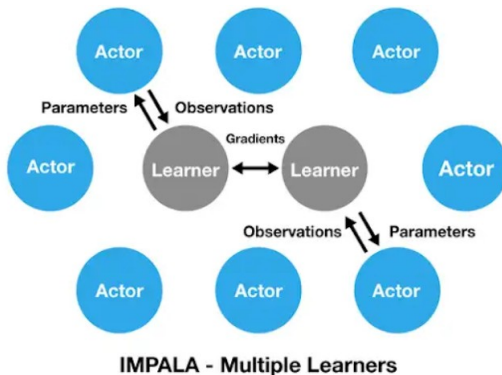 Actor Actor Actor
Parameters Observations
Gradients
Actor Learner Learner Actor
Observations Parameters
Actor Actor Actor
IMPALA - Multiple Learners